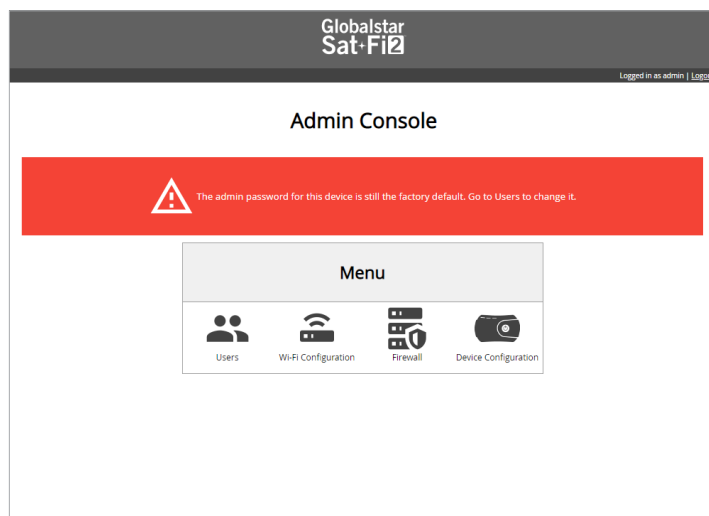 Globalstar
Sat-Fi2
Logged in as admin | Logout
Admin Console
The admin password for this device is still the factory default. Go to Users to change it.
Menu
Users
Wi-Fi Configuration
Firewall
Device Configuration